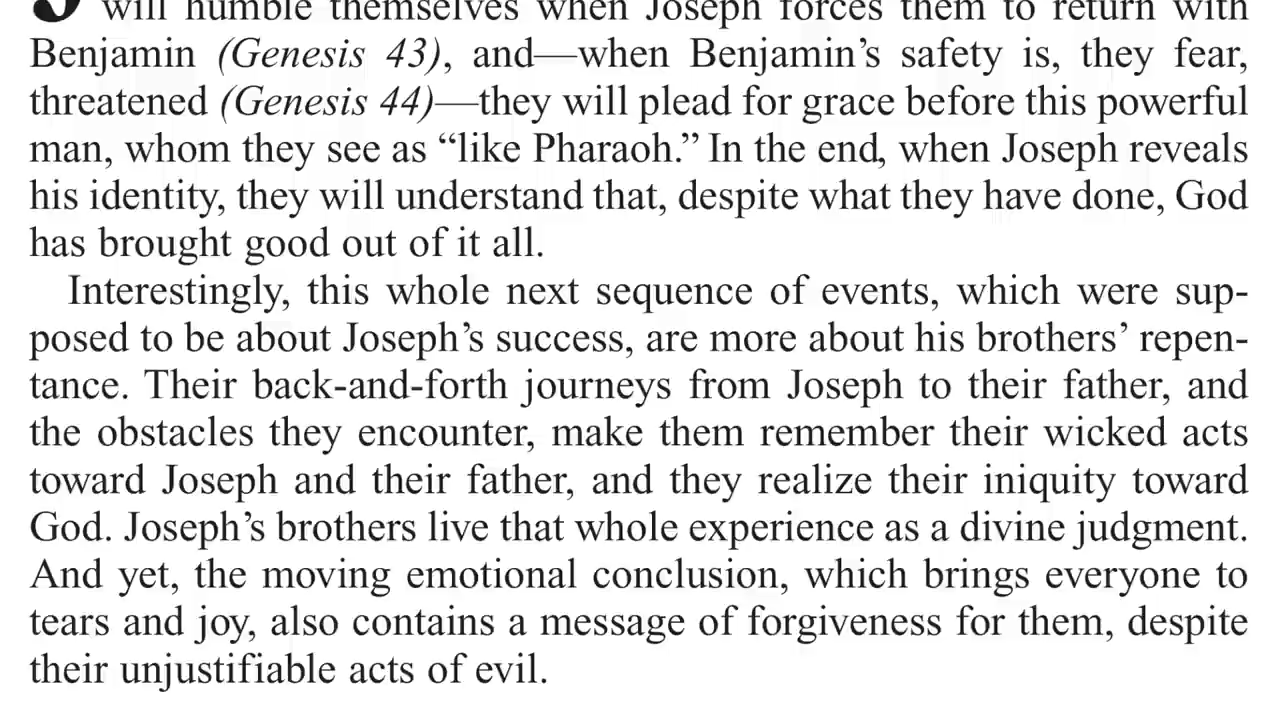 will humble themselves when Joseph forces them to return with
Benjamin (Genesis 43), and—when Benjamin’s safety is, they fear,
threatened (Genesis 44)—they will plead for grace before this powerful
man, whom they see as “like Pharaoh.” In the end, when Joseph reveals
his identity, they will understand that, despite what they have done, God
has brought good out of it all.
Interestingly, this whole next sequence of events, which were sup-
posed to be about Joseph’s success, are more about his brothers’ repen-
tance. Their back-and-forth journeys from Joseph to their father, and
the obstacles they encounter, make them remember their wicked acts
toward Joseph and their father, and they realize their iniquity toward
God. Joseph’s brothers live that whole experience as a divine judgment.
And yet, the moving emotional conclusion, which brings everyone to
tears and joy, also contains a message of forgiveness for them, despite
their unjustifiable acts of evil.